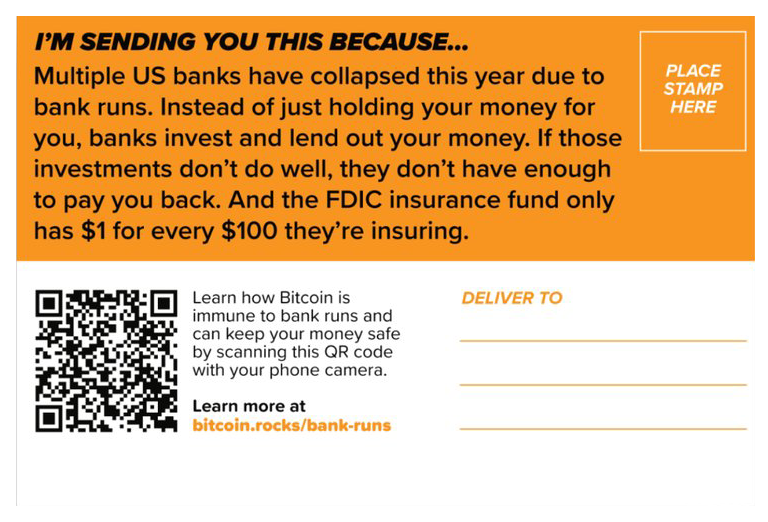 I'M SENDING YOU THIS BECAUSE...
Multiple US banks have collapsed this year due to
bank runs. Instead of just holding your money for
you, banks invest and lend out your money. If those
investments don't do well, they don't have enough
to pay you back. And the FDIC insurance fund only
has $1 for every $100 they're insuring.
PLACE
STAMP
HERE
Learn how Bitcoin is
immune to bank runs and
can keep your money safe
by scanning this QR code
with your phone camera.
Learn more at
bitcoin.rocks/bank-runs
DELIVER TO